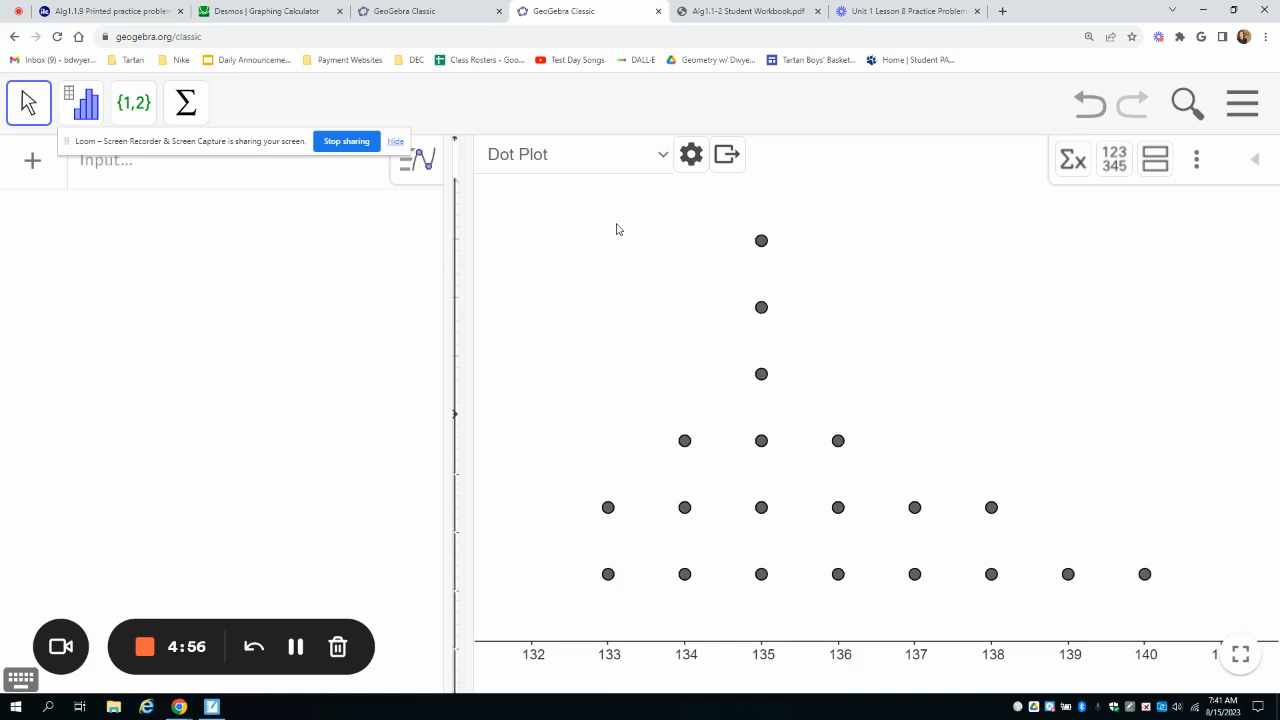 Alg1.1.9 Printed practice problem
Desmos | Graphing Calculator
GeoGebra Classic
GeoGebra Classic
Alg1.1-2 Student Workbook.pdf
Unit 1 Lesson 8 Practice Problem
geogebra.org/classic
Inbox (9) - bdwyer...
Tartan
Nike
Daily Announceme...
Payment Websites
DEC
Class Rosters - Goo...
Test Day Songs
DALL·E
Geometry w/ Dwye...
Tartan Boys' Basket...
Home | Student PA...
{1,2}
Σ
Loom – Screen Recorder & Screen Capture is sharing your screen.
Stop sharing
Hide
Input...
Dot Plot
Σx
123
345
132 133 134 135 136 137 138 139 140 1
4:56
7:41 AM
8/15/2023